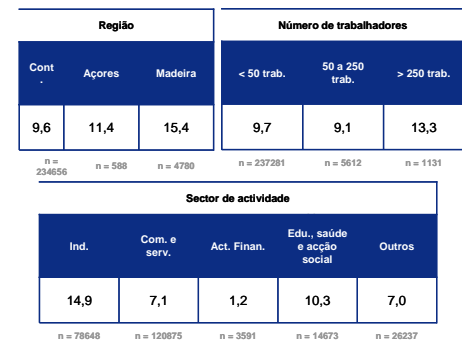 Região
Número de trabalhadores
Cont
.
Açores
Madeira
< 50 trab.
50 a 250
trab.
> 250 trab.
9,6
11,4
15,4
9,7
9,1
13,3
n =
234656
n = 588
n = 4780
n = 237281
n = 5612
n = 1131
Sector de actividade
Ind.
Com. e
serv.
Act. Finan.
Edu., saúde
e acção
social
Outros
14,9
7,1
1,2
10,3
7,0
n = 78648
n = 120875
n = 3591
n = 14673
n = 26237